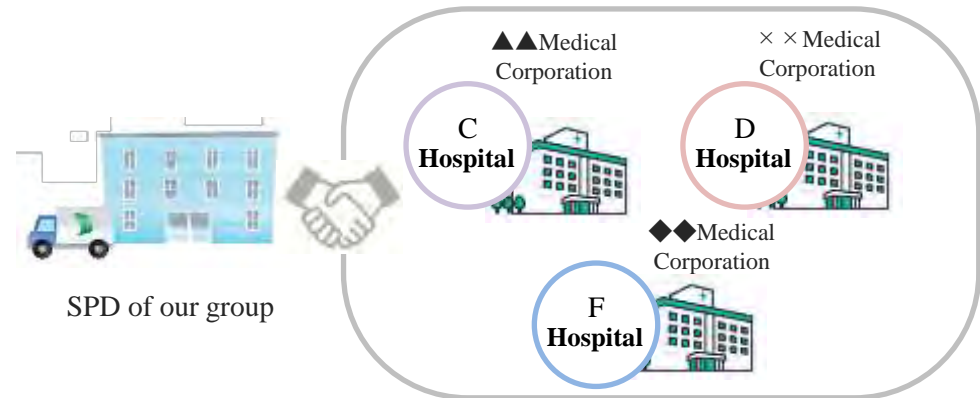 ▲▲Medical
Corporation
××Medical
Corporation
C
Hospital
D
Hospital
◆◆Medical
Corporation
F
Hospital
SPD of our group